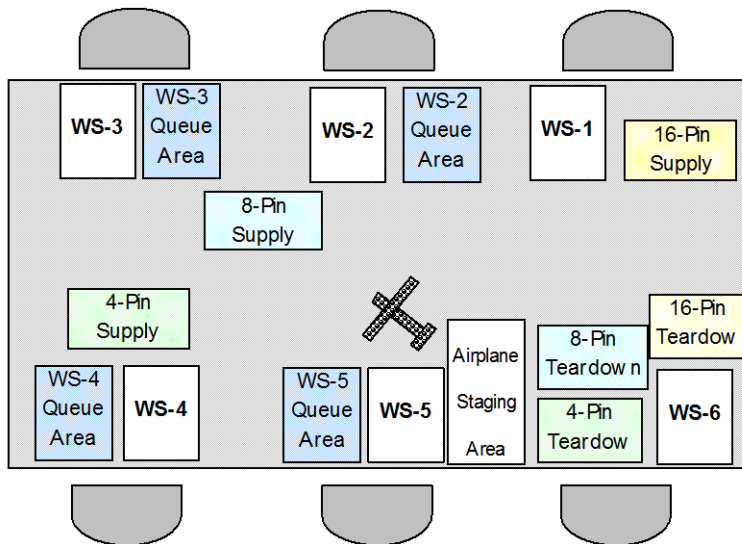 WS-3
WS-3
Queue
Area
WS-2
WS-2
Queue
Area
WS-1
16-Pin
Supply
8-Pin
Supply
4-Pin
Supply
WS-4
Queue
Area
WS-4
WS-5
Queue
Area
WS-5
Airplane
Staging
Area
8-Pin
Teardow n
4-Pin
Teardow
16-Pin
Teardow
WS-6